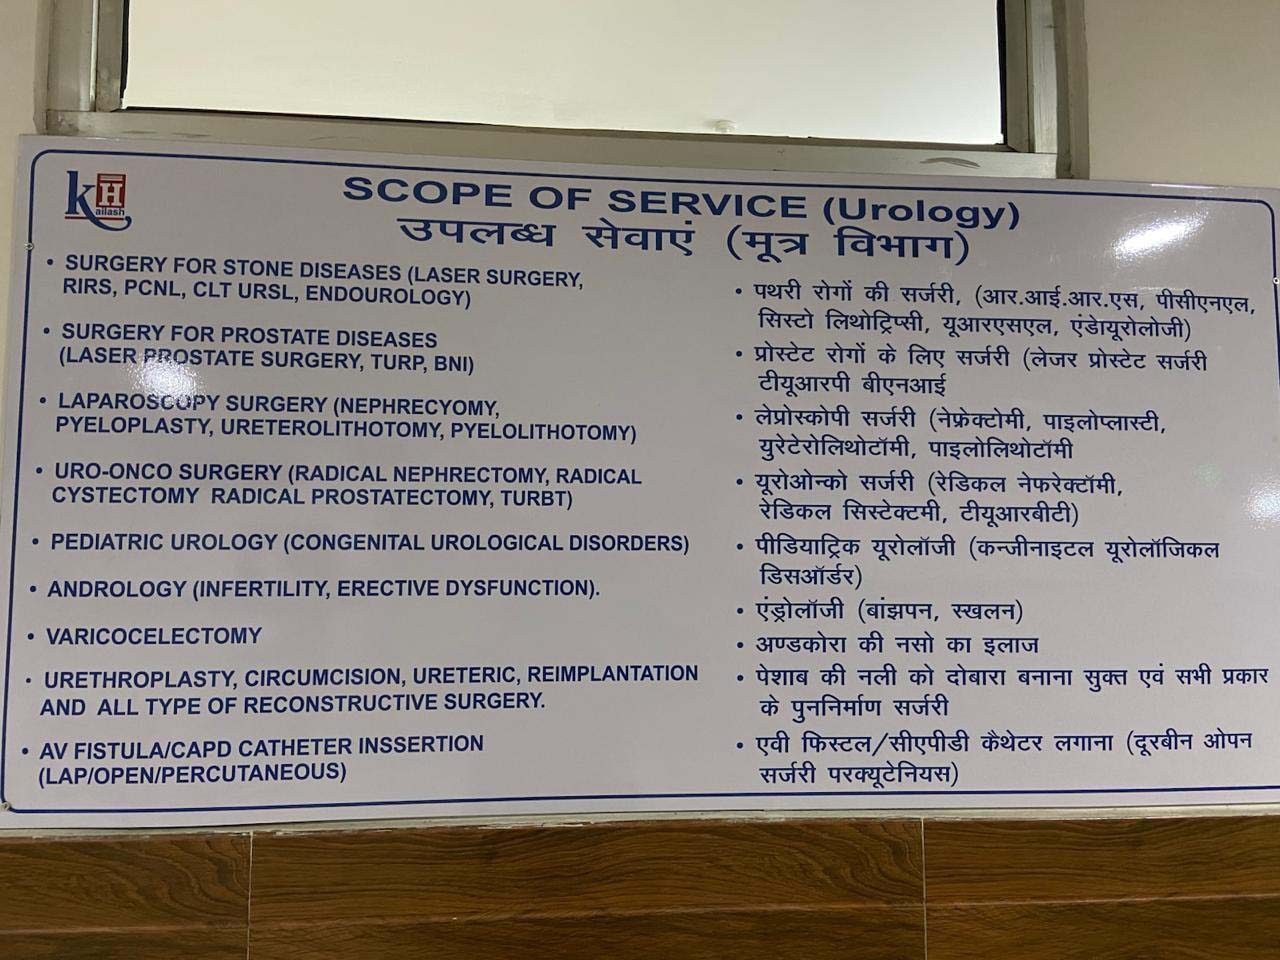 kH
ailash
SCOPE OF SERVICE (Urology)
उपलब्ध सेवाएं (मूत्र विभाग)
• SURGERY FOR STONE DISEASES (LASER SURGERY,
RIRS, PCNL, CLT URSL, ENDOUROLOGY)
• SURGERY FOR PROSTATE DISEASES
(LASER PROSTATE SURGERY, TURP, BNI)
• LAPAROSCOPY SURGERY (NEPHRECYOMY,
PYELOPLASTY, URETEROLITHOTOMY, PYELOLITHOTOMY)
• URO-ONCO SURGERY (RADICAL NEPHRECTOMY, RADICAL
CYSTECTOMY RADICAL PROSTATECTOMY, TURBT)
• PEDIATRIC UROLOGY (CONGENITAL UROLOGICAL DISORDERS)
• ANDROLOGY (INFERTILITY, ERECTIVE DYSFUNCTION).
• VARICOCELECTOMY
• URETHROPLASTY, CIRCUMCISION, URETERIC, REIMPLANTATION
AND ALL TYPE OF RECONSTRUCTIVE SURGERY.
• AV FISTULA/CAPD CATHETER INSSERTION
(LAP/OPEN/PERCUTANEOUS)
• पथरी रोगों की सर्जरी, (आर.आई.आर.एस, पीसीएनएल,
सिस्टो लिथोट्रिप्सी, यूआरएसएल, एंडोयूरोलोजी)
• प्रोस्टेट रोगों के लिए सर्जरी (लेजर प्रोस्टेट सर्जरी
टीयूआरपी बीएनआई
• लेप्रोस्कोपी सर्जरी (नेफ्रेक्टोमी, पाइलोप्लास्टी,
युरेटेरोलिथोटॉमी, पाइलोलिथोटॉमी
• यूरोओन्को सर्जरी (रेडिकल नेफरेक्टॉमी,
रेडिकल सिस्टेक्टमी, टीयूआरबीटी)
• पीडियाट्रिक यूरोलॉजी (कन्जीनाइटल यूरोलॉजिकल
डिसऑर्डर)
• एंड्रोलॉजी (बांझपन, स्खलन)
• अण्डकोरा की नसो का इलाज
• पेशाब की नली को दोबारा बनाना सुक्त एवं सभी प्रकार
के पुननिर्माण सर्जरी
• एवी फिस्टल/सीएपीडी कैथेटर लगाना (दूरबीन ओपन
सर्जरी परक्यूटेनियस)